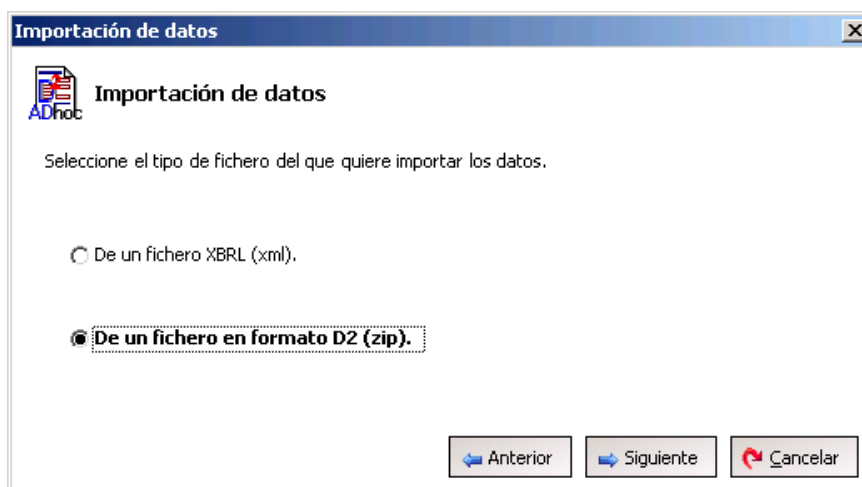 Importación de datos
ADhoc
Importación de datos
Seleccione el tipo de fichero del que quiere importar los datos.
De un fichero XBRL (xml).
De un fichero en formato D2 (zip).
Anterior
Siguiente
Cancelar